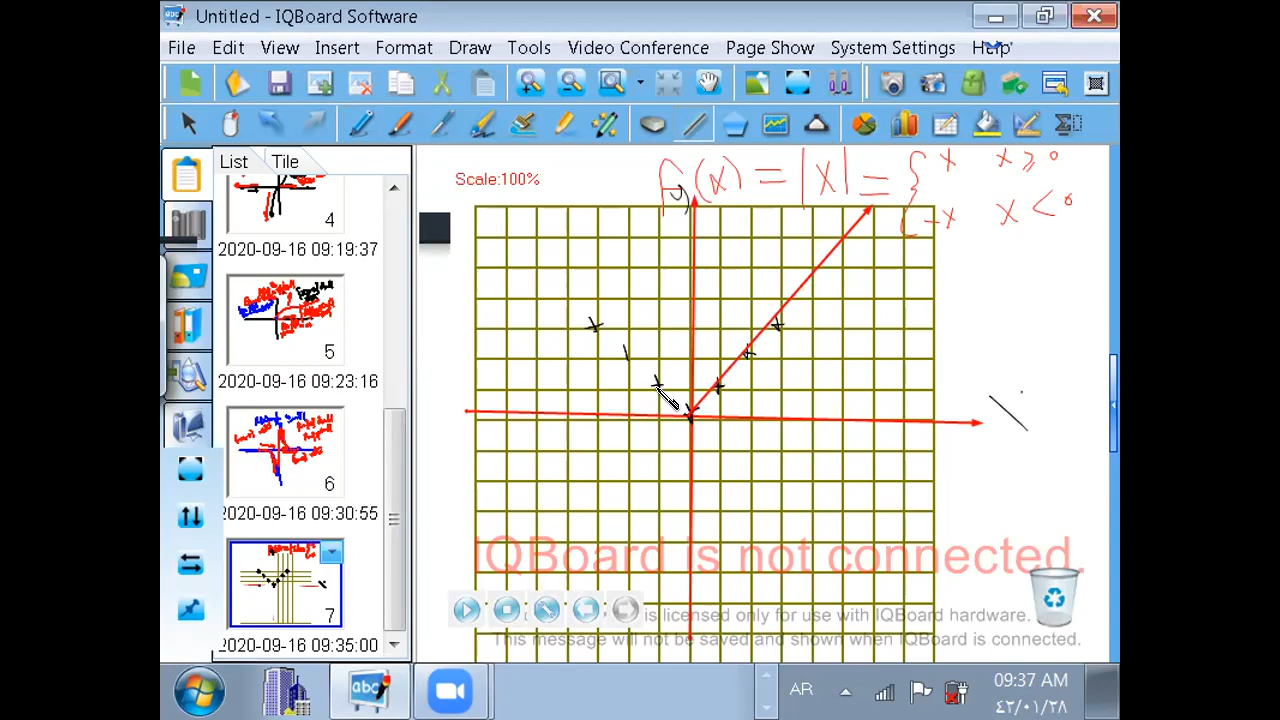 Untitled - IQBoard Software
File Edit View Insert Format Draw Tools Video Conference Page Show System Settings Help
List Tile
4
2020-09-16 09:19:37
5
2020-09-16 09:23:16
6
2020-09-16 09:30:55
7
2020-09-16 09:35:00
Scale:100%
f(x) = |x| = { x x ≥ 0
-x x < 0
y
IQBoard is not connected.
is licensed only for use with IQBoard hardware.
This message will not be saved and shown when IQBoard is connected.
abc
AR
09:37 AM
٤٢/٠١/٢٨